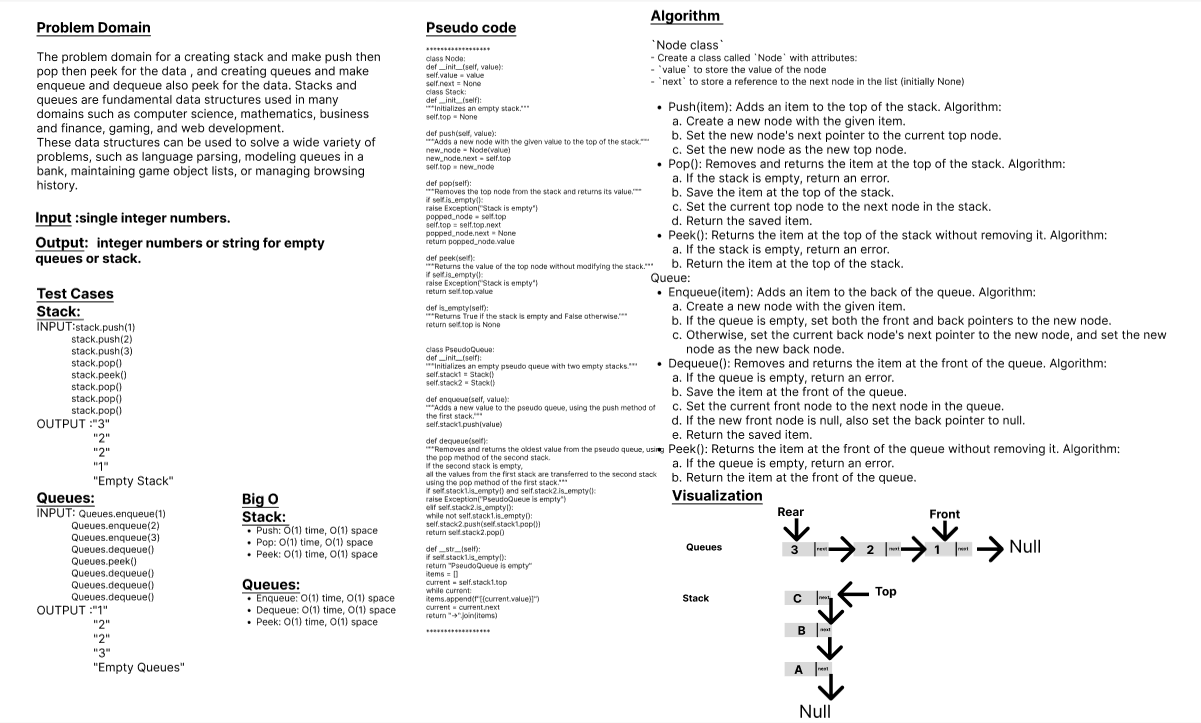 Problem Domain
The problem domain for a creating stack and make push then
pop then peek for the data , and creating queues and make
enqueue and dequeue also peek for the data. Stacks and
queues are fundamental data structures used in many
domains such as computer science, mathematics, business
and finance, gaming, and web development.
These data structures can be used to solve a wide variety of
problems, such as language parsing, modeling queues in a
bank, maintaining game object lists, or managing browsing
history.
Input :single integer numbers.
Output: integer numbers or string for empty
queues or stack.
Test Cases
Stack:
INPUT:stack.push(1)
stack.push(2)
stack.push(3)
stack.pop()
stack.peek()
stack.pop()
stack.pop()
stack.pop()
OUTPUT :"3"
"2"
"2"
"1"
"Empty Stack"
Queues:
INPUT: Queues.enqueue(1)
Queues.enqueue(2)
Queues.enqueue(3)
Queues.dequeue()
Queues.peek()
Queues.dequeue()
Queues.dequeue()
Queues.dequeue()
OUTPUT :"1"
"2"
"2"
"3"
"Empty Queues"
Big O
Stack:
• Push: O(1) time, O(1) space
• Pop: O(1) time, O(1) space
• Peek: O(1) time, O(1) space
Queues:
• Enqueue: O(1) time, O(1) space
• Dequeue: O(1) time, O(1) space
• Peek: O(1) time, O(1) space
Pseudo code
******************
class Node:
def __init__(self, value):
self.value = value
self.next = None
class Stack:
def __init__(self):
"""Initializes an empty stack."""
self.top = None
def push(self, value):
"""Adds a new node with the given value to the top of the stack."""
new_node = Node(value)
new_node.next = self.top
self.top = new_node
def pop(self):
"""Removes the top node from the stack and returns its value."""
if self.is_empty():
raise Exception("Stack is empty")
popped_node = self.top
self.top = self.top.next
popped_node.next = None
return popped_node.value
def peek(self):
"""Returns the value of the top node without modifying the stack."""
if self.is_empty():
raise Exception("Stack is empty")
return self.top.value
def is_empty(self):
"""Returns True if the stack is empty and False otherwise."""
return self.top is None
class PseudoQueue:
def __init__(self):
"""Initializes an empty pseudo queue with two empty stacks."""
self.stack1 = Stack()
self.stack2 = Stack()
def enqueue(self, value):
"""Adds a new value to the pseudo queue, using the push method of
the first stack."""
self.stack1.push(value)
def dequeue(self):
"""Removes and returns the oldest value from the pseudo queue, using
the pop method of the second stack.
If the second stack is empty,
all the values from the first stack are transferred to the second stack
using the pop method of the first stack."""
if self.stack1.is_empty() and self.stack2.is_empty():
raise Exception("PseudoQueue is empty")
elif self.stack2.is_empty():
while not self.stack1.is_empty():
self.stack2.push(self.stack1.pop())
return self.stack2.pop()
def __str__(self):
if self.stack1.is_empty():
return "PseudoQueue is empty"
items = []
current = self.stack1.top
while current:
items.append(f"[{current.value}]")
current = current.next
return "->".join(items)
******************
Algorithm
`Node class`
- Create a class called `Node` with attributes:
- `value` to store the value of the node
- `next` to store a reference to the next node in the list (initially None)
• Push(item): Adds an item to the top of the stack. Algorithm:
a. Create a new node with the given item.
b. Set the new node's next pointer to the current top node.
c. Set the new node as the new top node.
• Pop(): Removes and returns the item at the top of the stack. Algorithm:
a. If the stack is empty, return an error.
b. Save the item at the top of the stack.
c. Set the current top node to the next node in the stack.
d. Return the saved item.
• Peek(): Returns the item at the top of the stack without removing it. Algorithm:
a. If the stack is empty, return an error.
b. Return the item at the top of the stack.
Queue:
• Enqueue(item): Adds an item to the back of the queue. Algorithm:
a. Create a new node with the given item.
b. If the queue is empty, set both the front and back pointers to the new node.
c. Otherwise, set the current back node's next pointer to the new node, and set the new
node as the new back node.
• Dequeue(): Removes and returns the item at the front of the queue. Algorithm:
a. If the queue is empty, return an error.
b. Save the item at the front of the queue.
c. Set the current front node to the next node in the queue.
d. If the new front node is null, also set the back pointer to null.
e. Return the saved item.
• Peek(): Returns the item at the front of the queue without removing it. Algorithm:
a. If the queue is empty, return an error.
b. Return the item at the front of the queue.
Visualization
Rear Front
Queues 3 next 2 next 1 next Null
Stack C next Top
B next
A next
Null